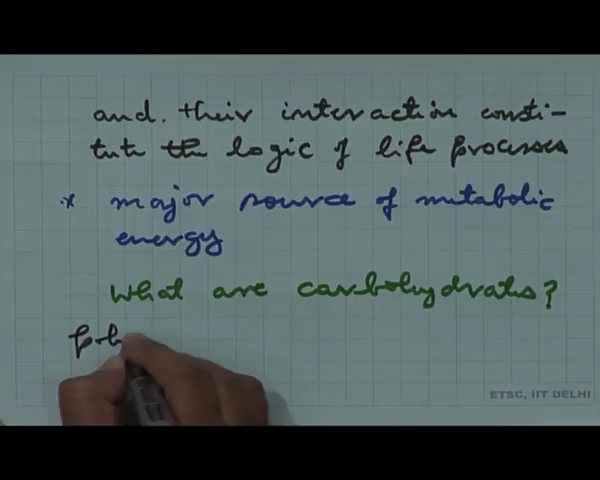 and. their interaction consti-
tute the logic of life processes
* major source of metabolic
energy
What are carbohydrates?
poly
ETSC, IIT DELHI